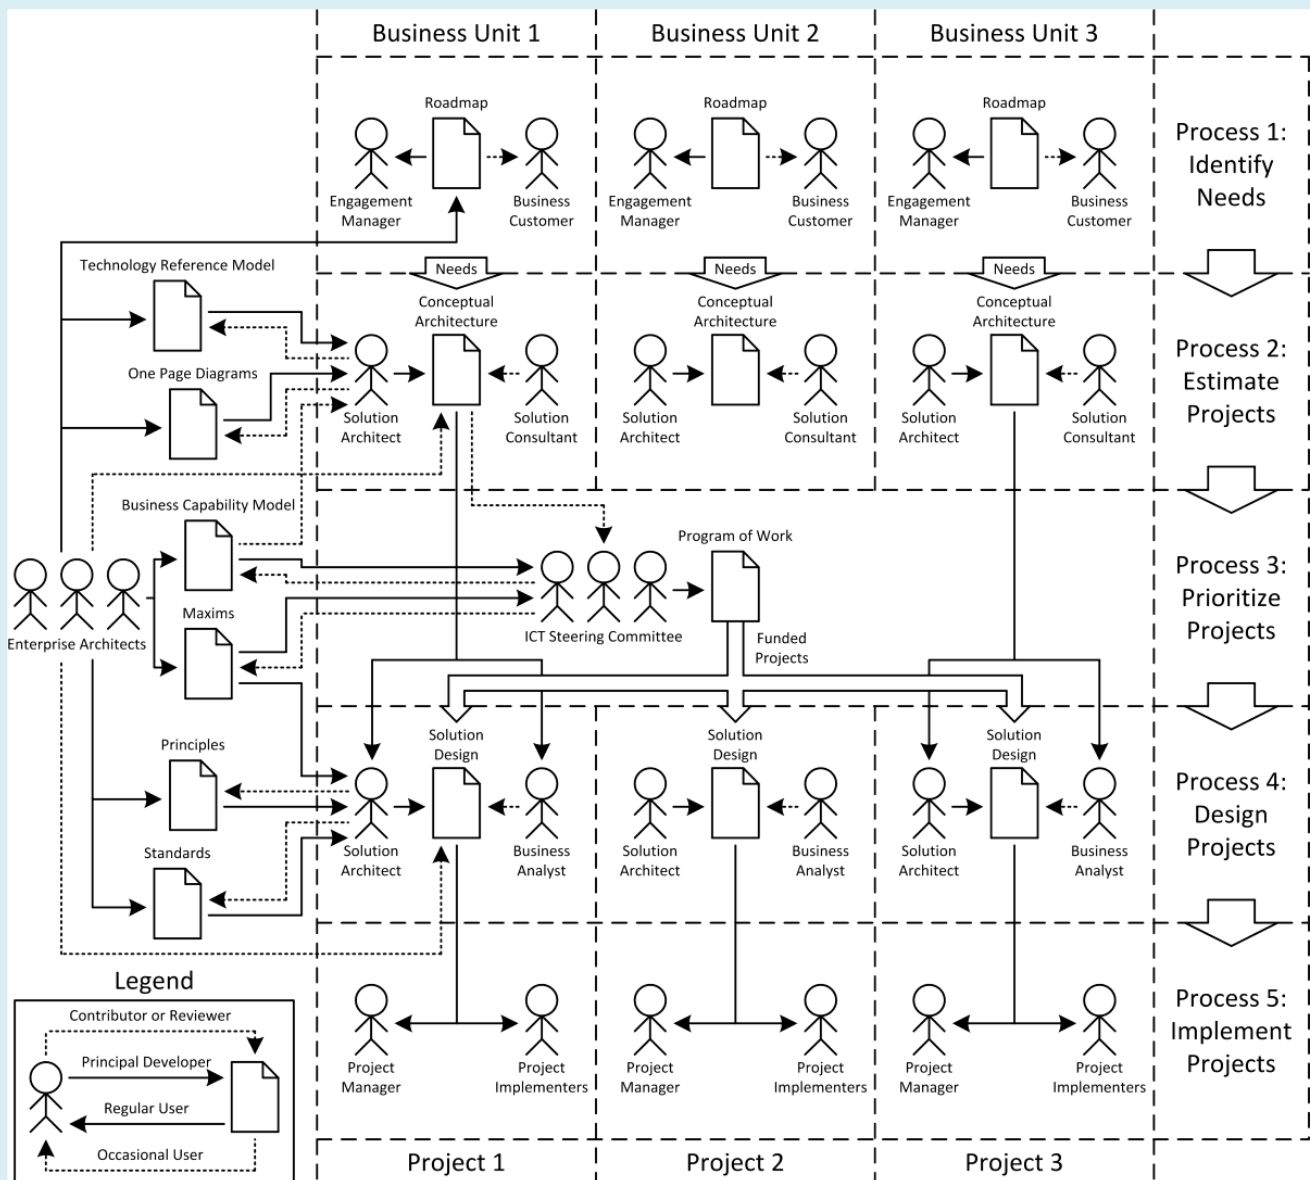 Business Unit 1
Business Unit 2
Business Unit 3
Roadmap
Roadmap
Roadmap
Process 1:
Identify
Needs
Engagement
Manager
Business
Customer
Engagement
Manager
Business
Customer
Engagement
Manager
Business
Customer
Needs
Needs
Needs
Technology Reference Model
Conceptual
Architecture
Conceptual
Architecture
Conceptual
Architecture
Process 2:
Estimate
Projects
One Page Diagrams
Solution
Architect
Solution
Consultant
Solution
Architect
Solution
Consultant
Solution
Architect
Solution
Consultant
Business Capability Model
Program of Work
Process 3:
Prioritize
Projects
Maxims
Enterprise Architects
ICT Steering Committee
Funded
Projects
Principles
Solution
Design
Solution
Design
Solution
Design
Process 4:
Design
Projects
Standards
Solution
Architect
Business
Analyst
Solution
Architect
Business
Analyst
Solution
Architect
Business
Analyst
Process 5:
Implement
Projects
Project
Manager
Project
Implementers
Project
Manager
Project
Implementers
Project
Manager
Project
Implementers
Legend
Contributor or Reviewer
Principal Developer
Regular User
Occasional User
Project 1
Project 2
Project 3